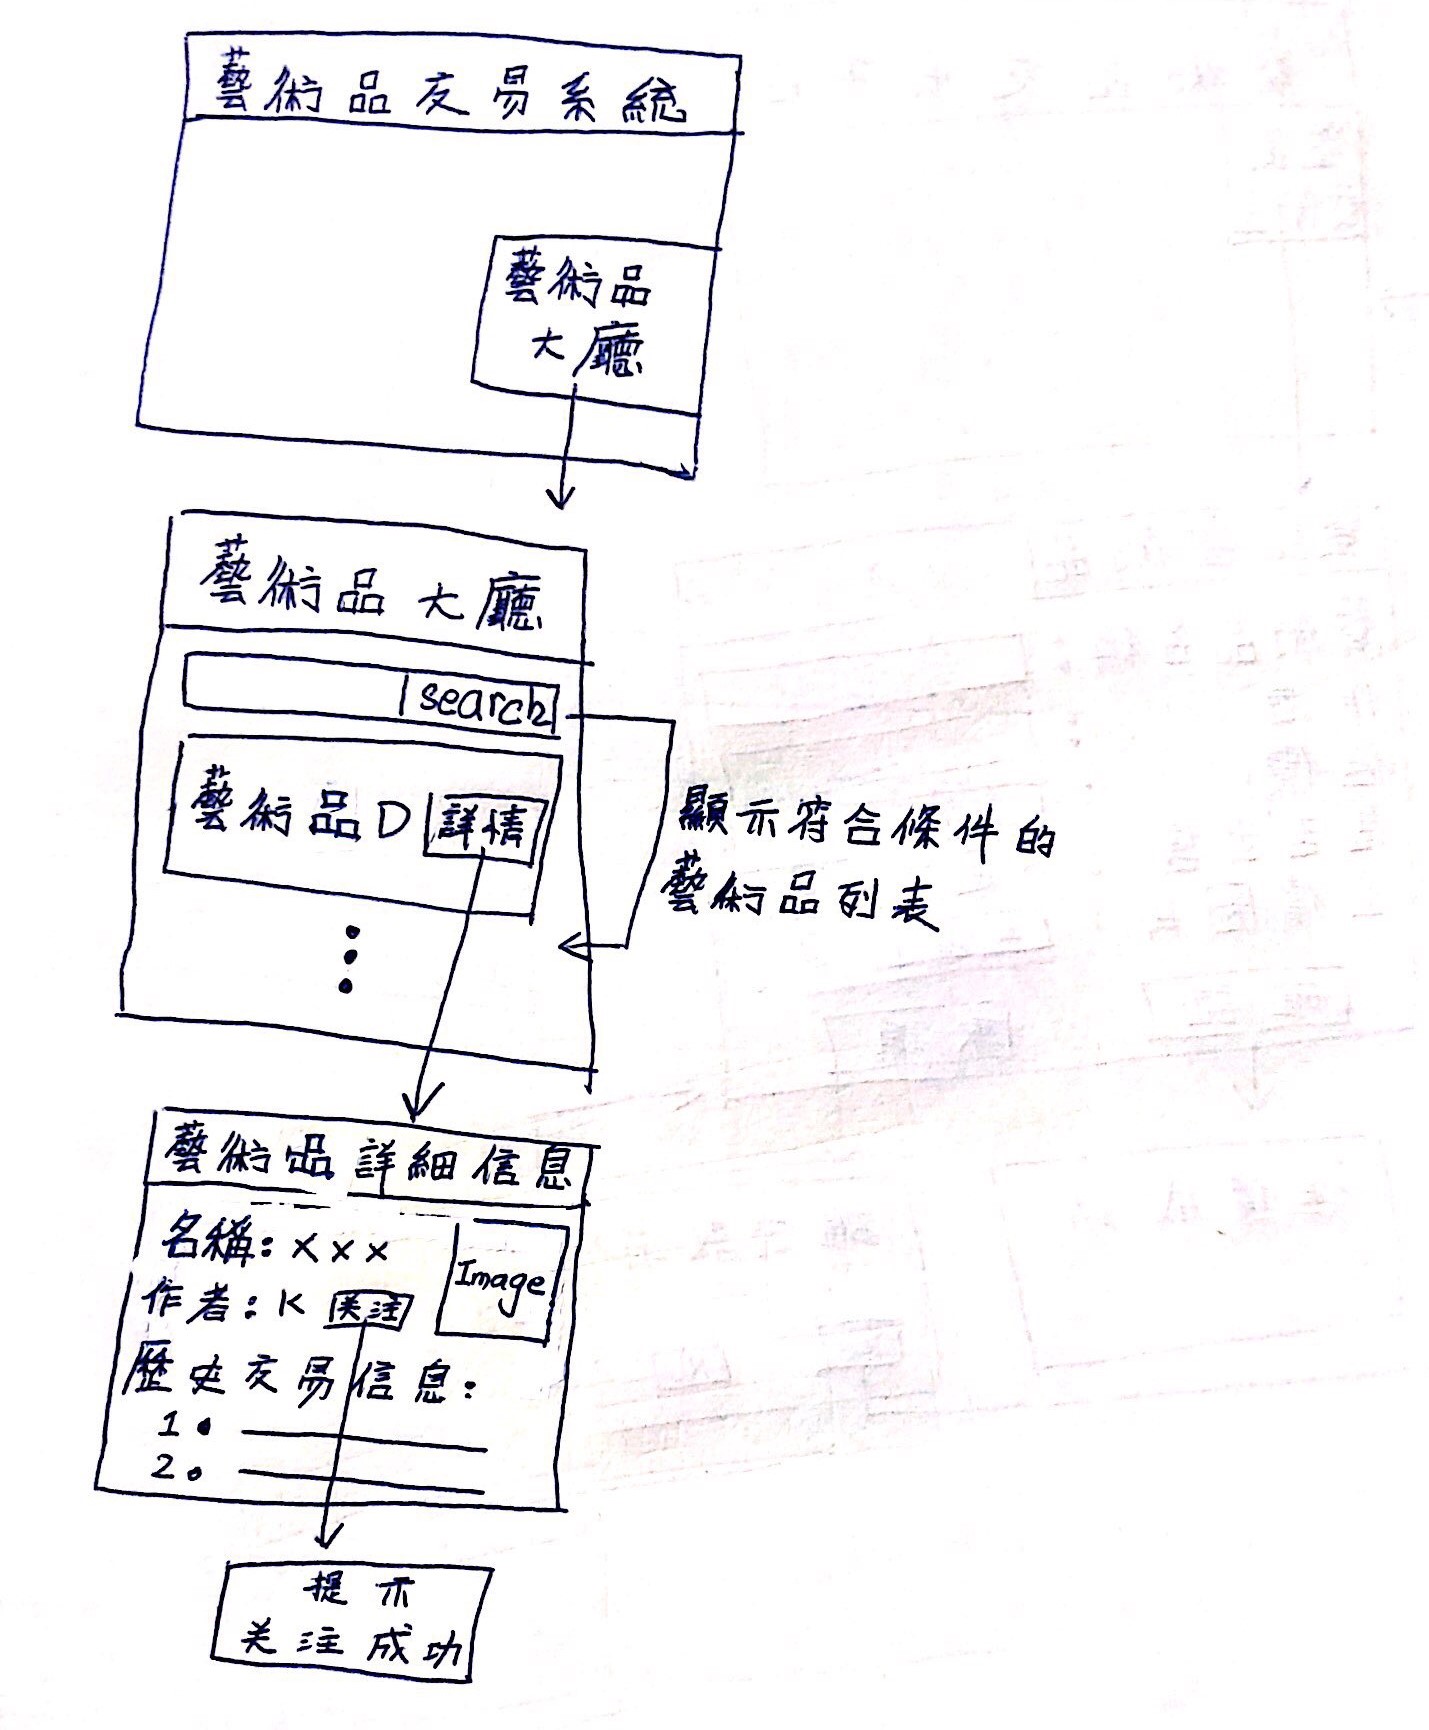 藝術品交易系統
藝術品
大廳
藝術品大廳
search
藝術品D 詳情
顯示符合條件的
藝術品列表
藝術品詳細信息
名稱: xxx
Image
作者: K 关注
歷史交易信息:
1.
2.
提示
关注成功